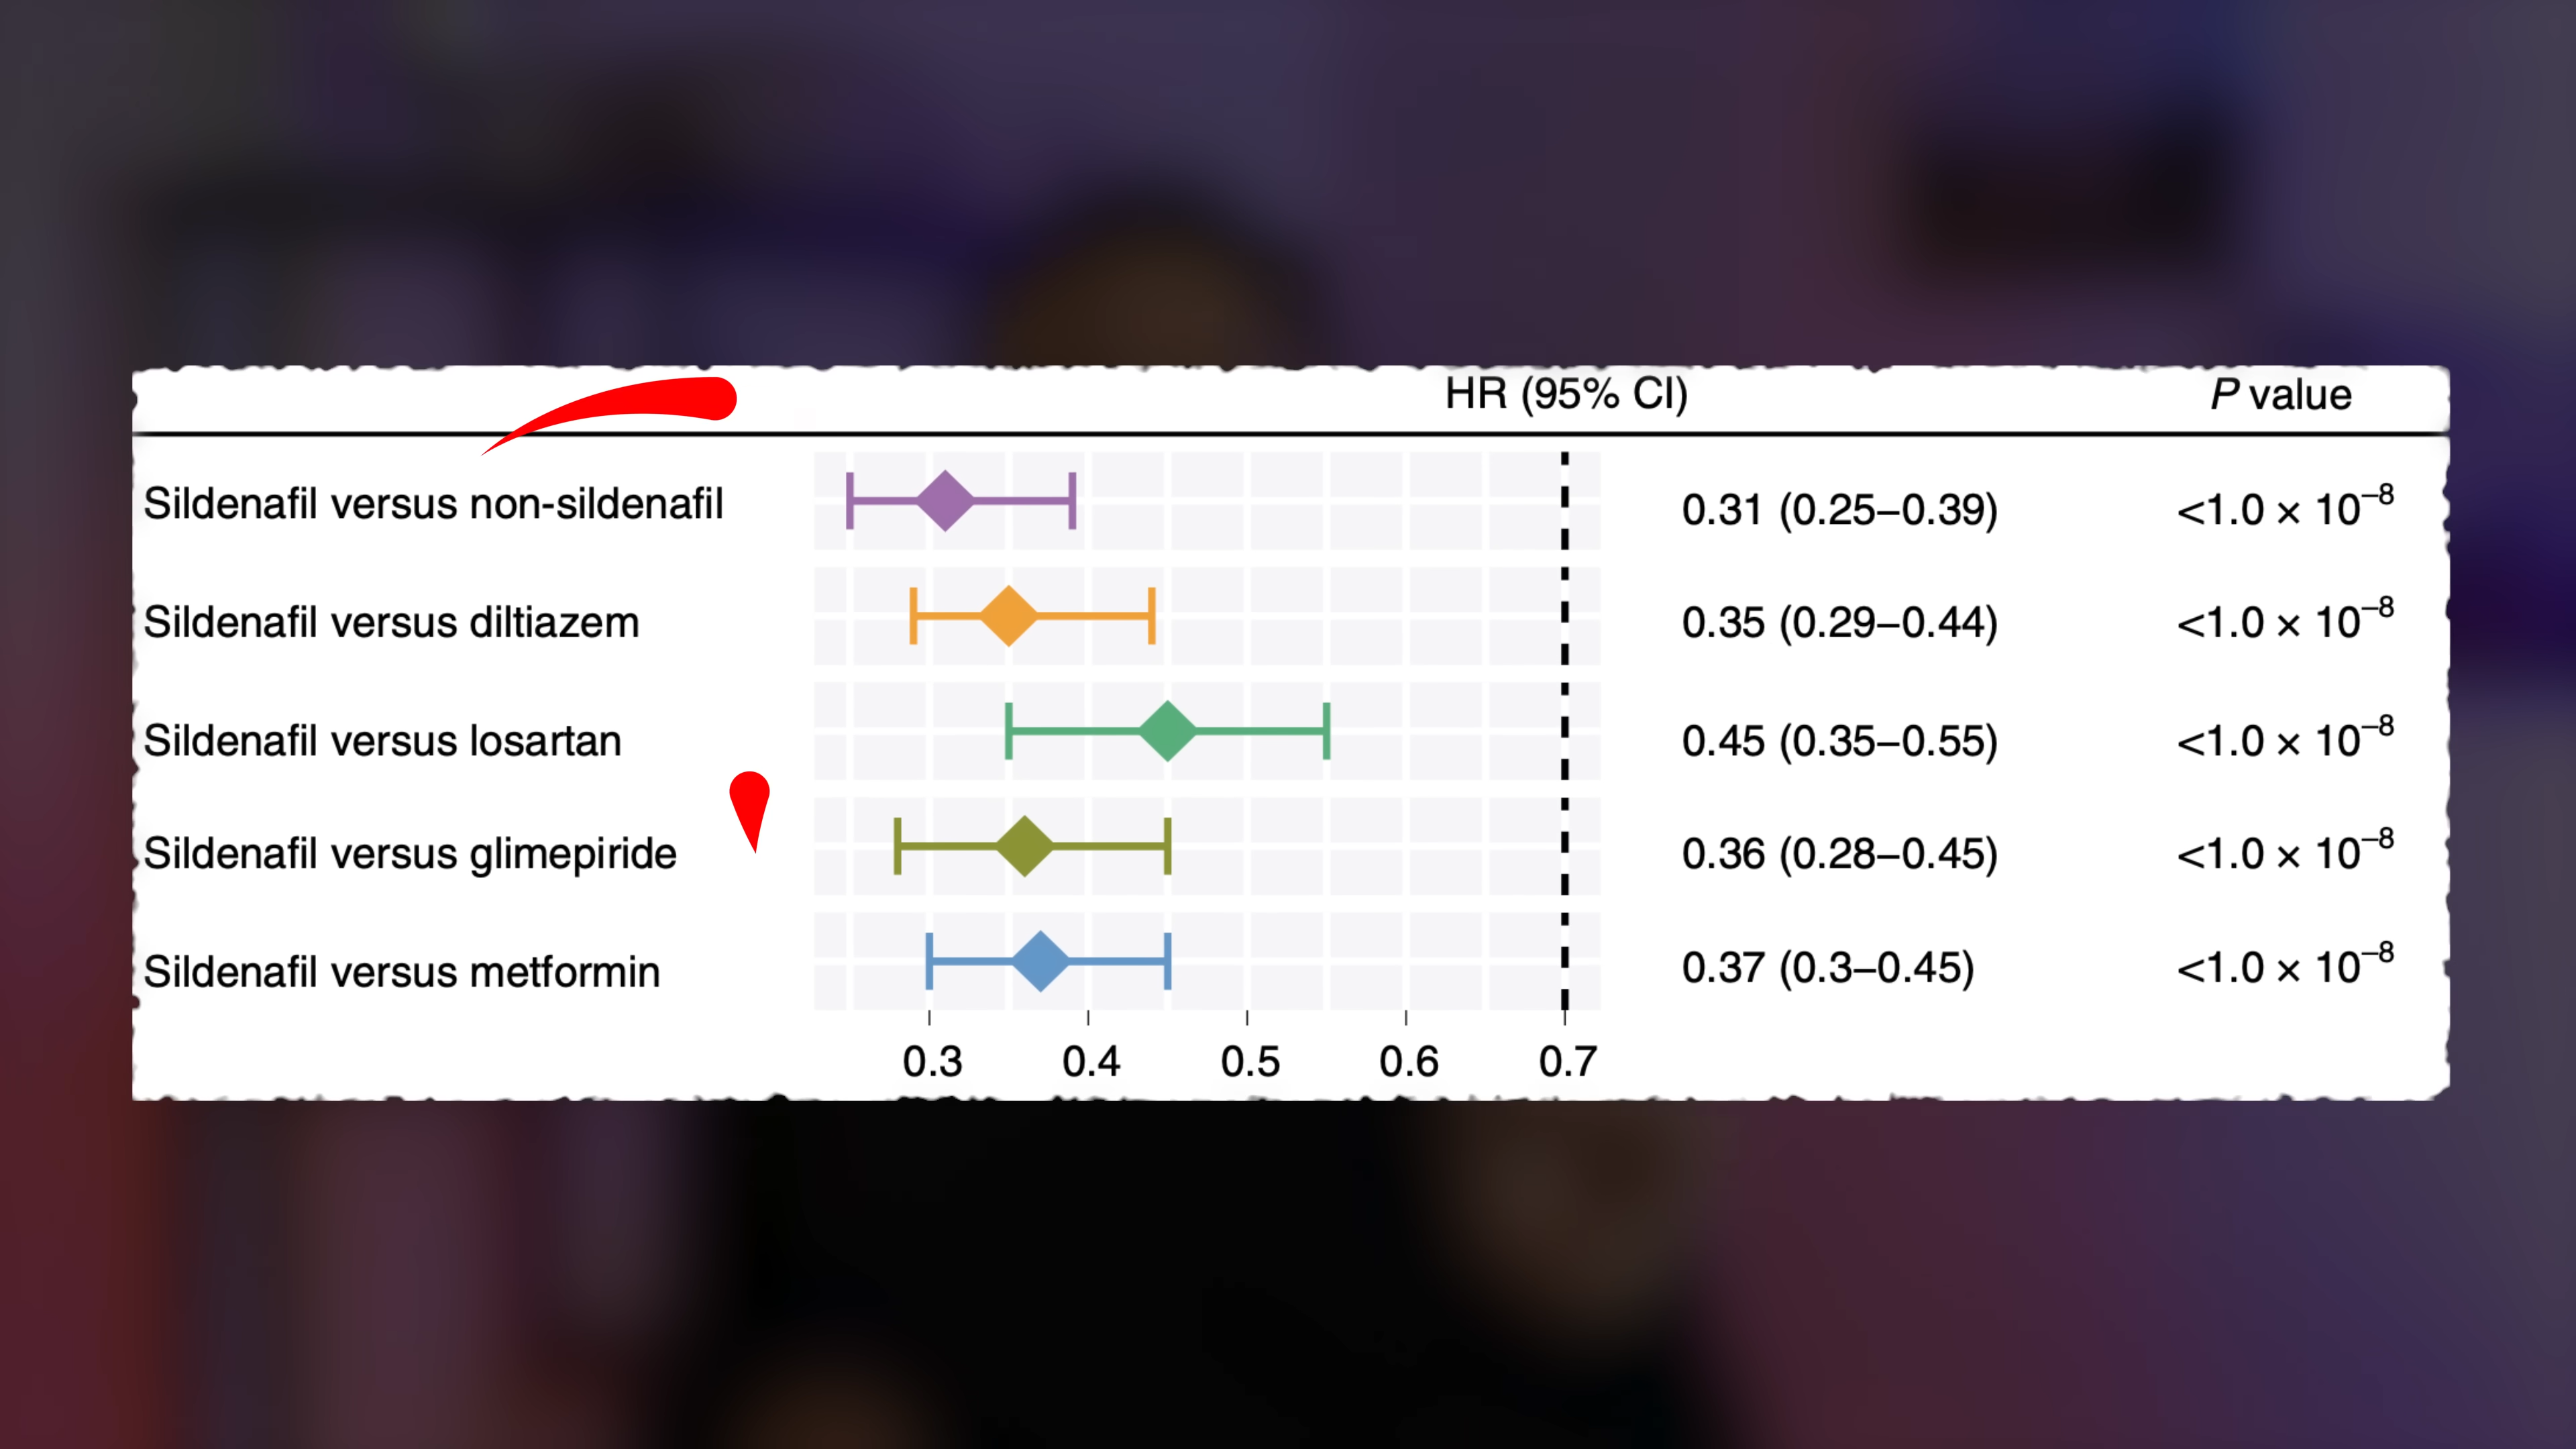 HR (95% CI) P value
Sildenafil versus non-sildenafil 0.31 (0.25–0.39) <1.0 × 10⁻⁸
Sildenafil versus diltiazem 0.35 (0.29–0.44) <1.0 × 10⁻⁸
Sildenafil versus losartan 0.45 (0.35–0.55) <1.0 × 10⁻⁸
Sildenafil versus glimepiride 0.36 (0.28–0.45) <1.0 × 10⁻⁸
Sildenafil versus metformin 0.37 (0.3–0.45) <1.0 × 10⁻⁸
0.3 0.4 0.5 0.6 0.7